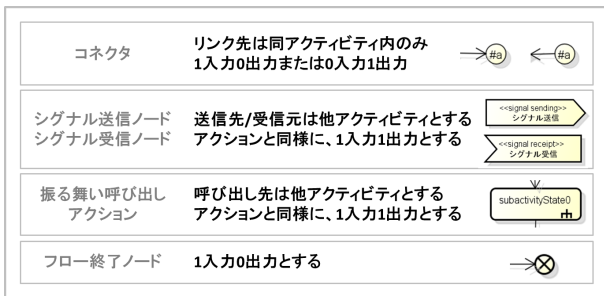 コネクタ
リンク先は同アクティビティ内のみ
1入力0出力または0入力1出力
#a
#a
シグナル送信ノード
シグナル受信ノード
送信先/受信元は他アクティビティとする
アクションと同様に、1入力1出力とする
<<signal sending>>
シグナル送信
<<signal receipt>>
シグナル受信
振る舞い呼び出し
アクション
呼び出し先は他アクティビティとする
アクションと同様に、1入力1出力とする
subactivityState0
フロー終了ノード
1入力0出力とする